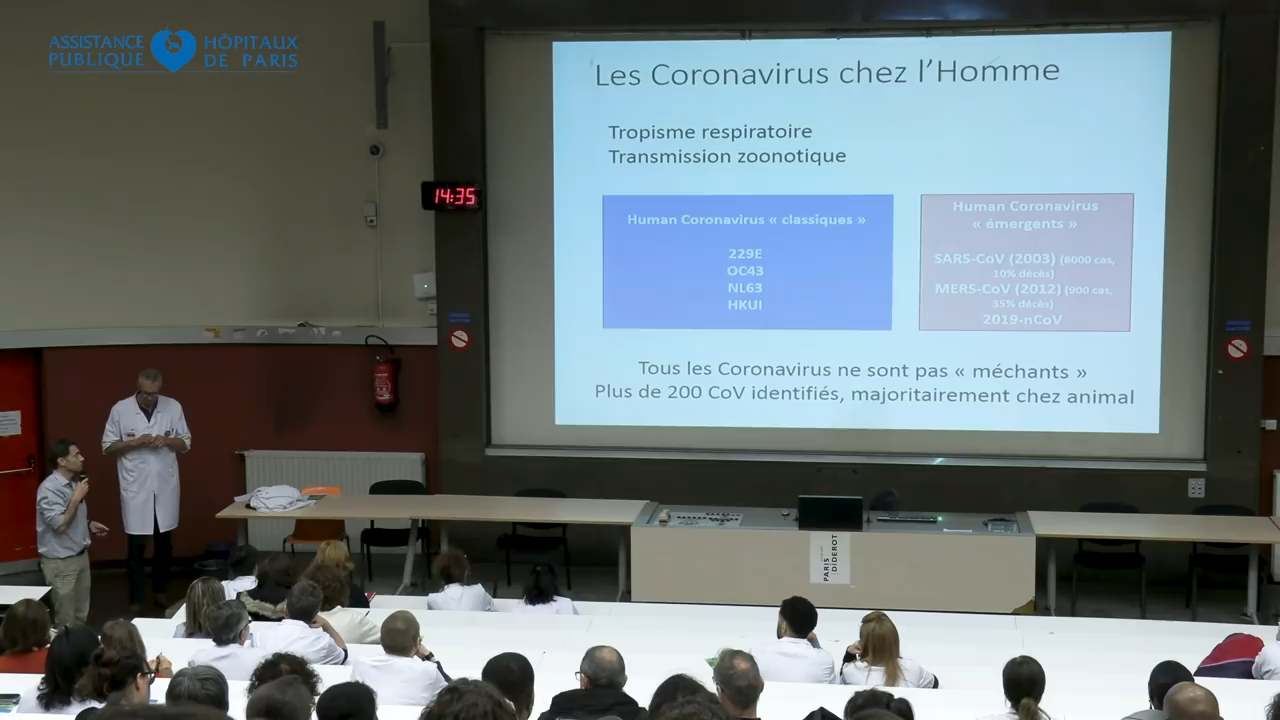 ASSISTANCE HÔPITAUX
PUBLIQUE DE PARIS
14:35
Les Coronavirus chez l'Homme
Tropisme respiratoire
Transmission zoonotique
Human Coronavirus « classiques »
229E
OC43
NL63
HKUI
Human Coronavirus
« émergents »
SARS-CoV (2003) (8000 cas,
10% décès)
MERS-CoV (2012) (900 cas,
35% décès)
2019-nCoV
Tous les Coronavirus ne sont pas « méchants »
Plus de 200 CoV identifiés, majoritairement chez animal
PARIS
DIDEROT